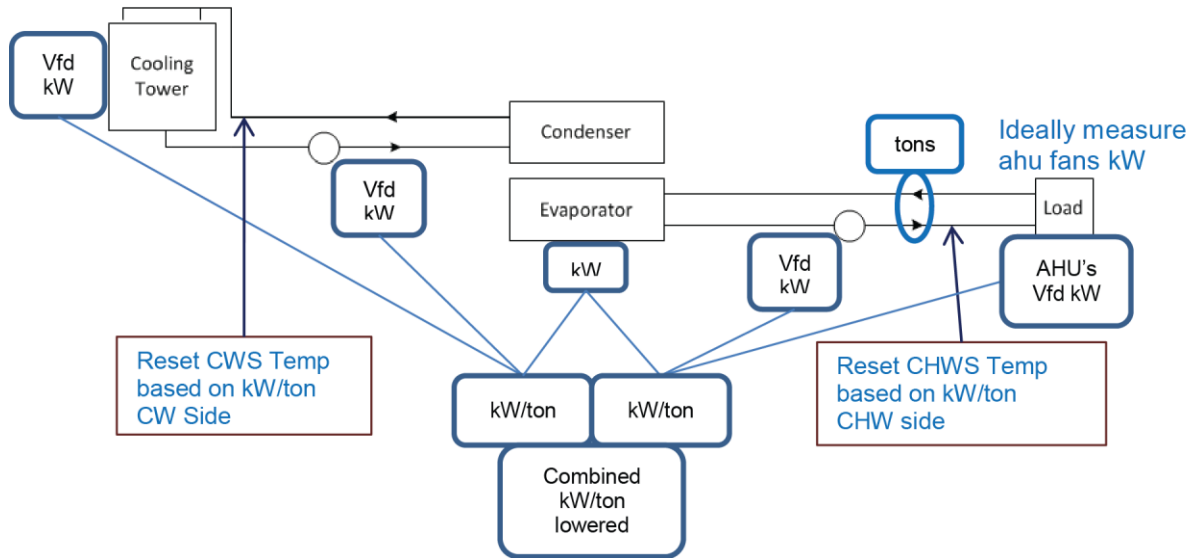 Vfd
kW
Cooling
Tower
Condenser
Vfd
kW
tons
Ideally measure
ahu fans kW
Evaporator
Load
kW
Vfd
kW
AHU's
Vfd kW
Reset CWS Temp
based on kW/ton
CW Side
Reset CHWS Temp
based on kW/ton
CHW side
kW/ton
kW/ton
Combined
kW/ton
lowered